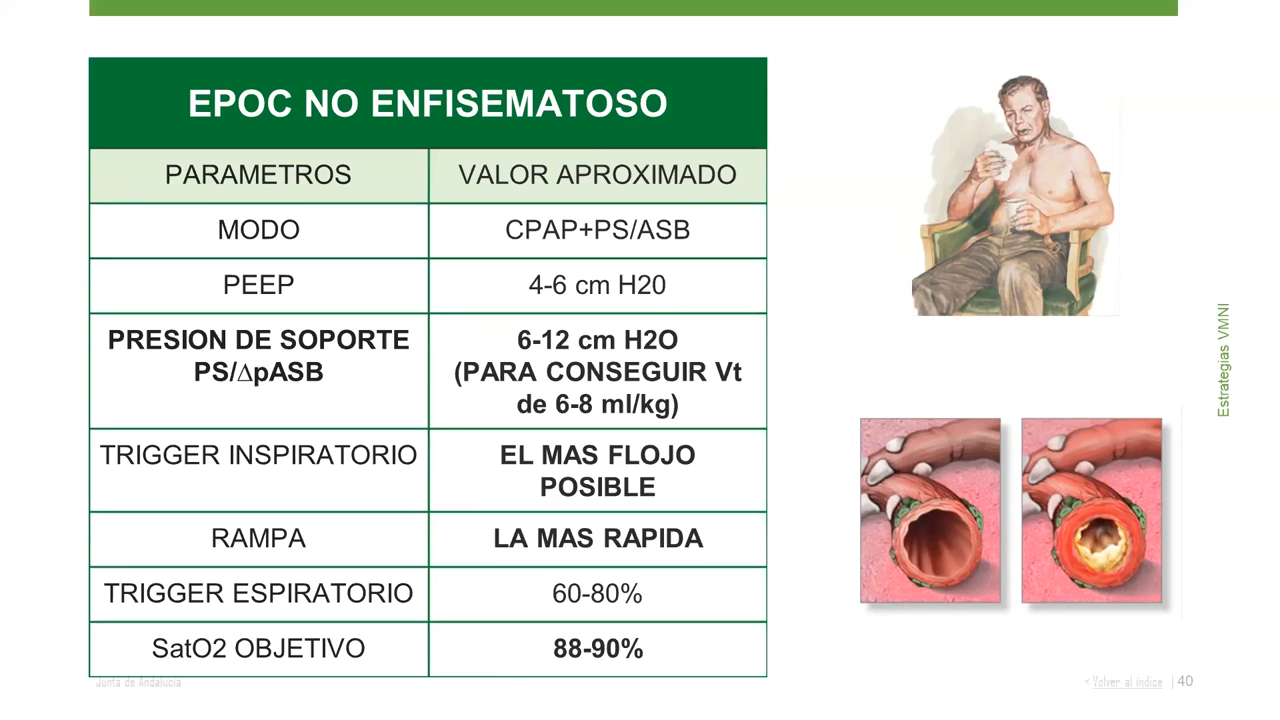 EPOC NO ENFISEMATOSO
PARAMETROS
VALOR APROXIMADO
MODO
CPAP+PS/ASB
PEEP
4-6 cm H20
PRESION DE SOPORTE
PS/∆pASB
6-12 cm H2O
(PARA CONSEGUIR Vt
de 6-8 ml/kg)
TRIGGER INSPIRATORIO
EL MAS FLOJO
POSIBLE
RAMPA
LA MAS RAPIDA
TRIGGER ESPIRATORIO
60-80%
SatO2 OBJETIVO
88-90%
Estrategias VMNI
Junta de Andalucía
< Volver al índice | 40